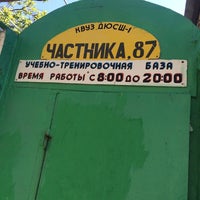 КВУЗ ДЮСШ-1
ЧАСТНИКА, 87
УЧЕБНО-ТРЕНИРОВОЧНАЯ БАЗА
ВРЕМЯ РАБОТЫ С 8:00 ДО 20:00